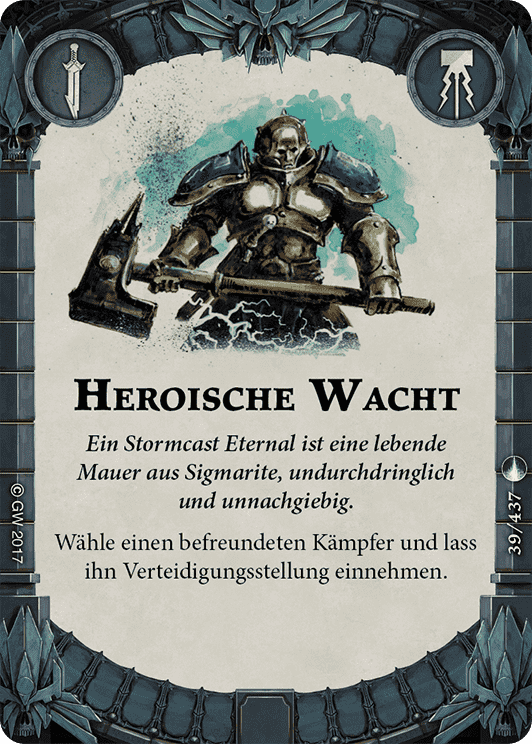 HEROISCHE WACHT
Ein Stormcast Eternal ist eine lebende
Mauer aus Sigmarite, undurchdringlich
und unnachgiebig.
Wähle einen befreundeten Kämpfer und lass
ihn Verteidigungsstellung einnehmen.
© GW 2017
39/437